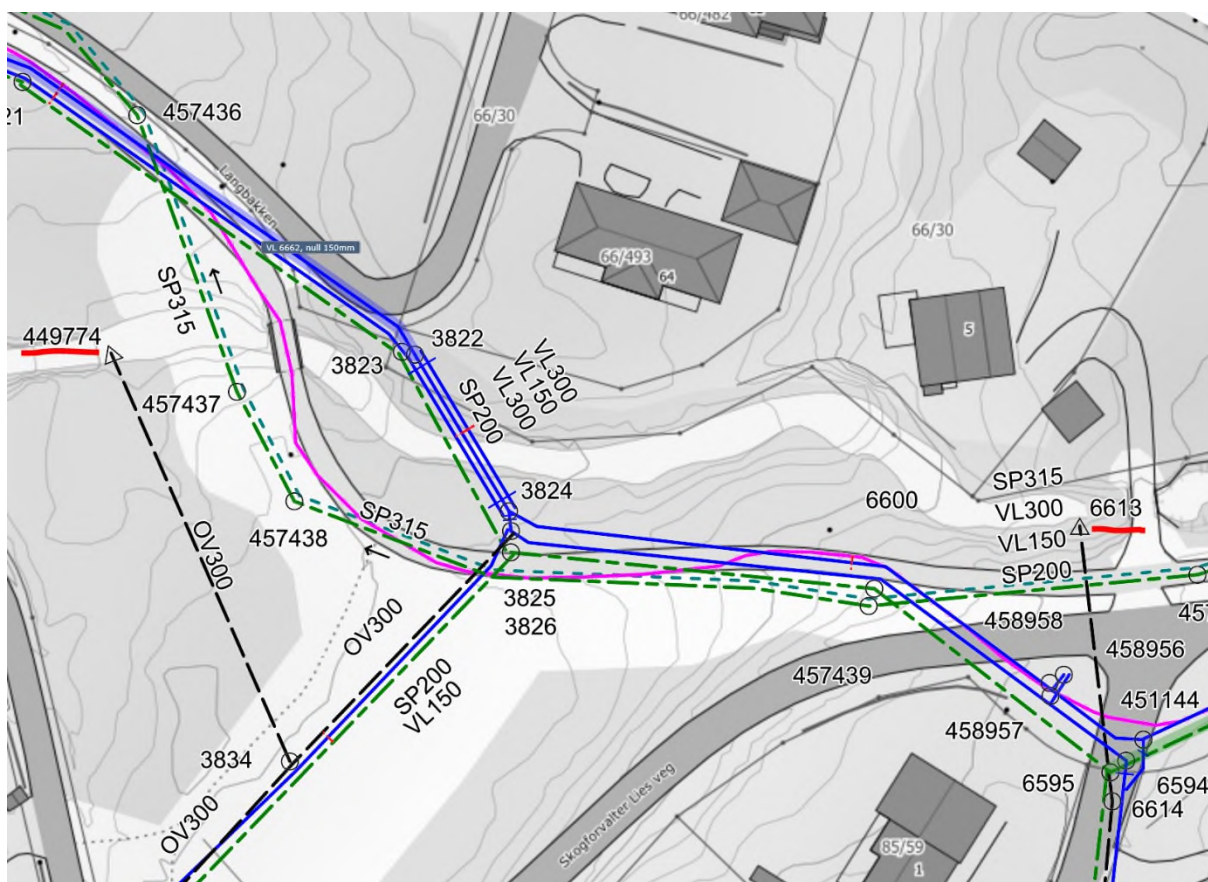 66/482
21
457436
66/30
Langbakken
66/493
64
66/30
VL 6662, null 150mm
SP315
449774
3822
3823
VL300
VL150
VL300
SP200
5
457437
3824
6600
SP315
VL300
6613
VL150
SP200
OV300
457438
SP315
3825
3826
OV300
SP200
VL150
458958
457
458956
457439
451144
458957
3834
6595
6594
6614
OV300
Skogforvalter Lies veg
85/59
1